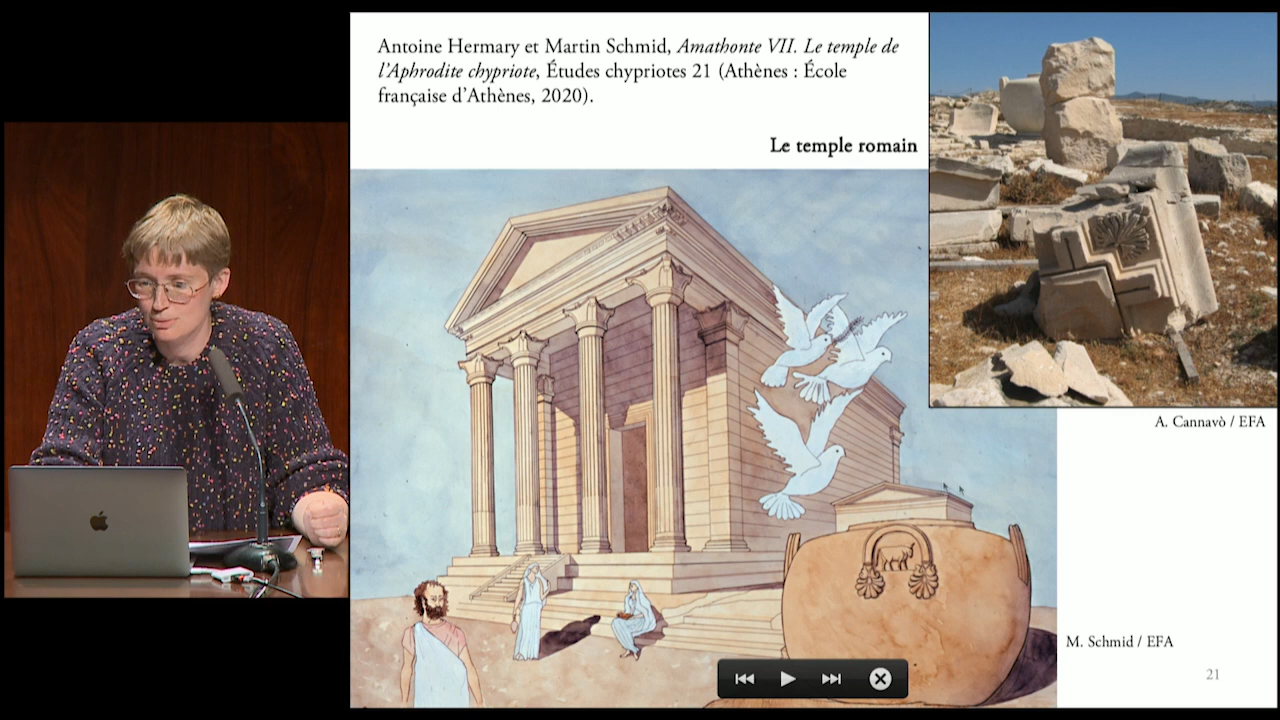 Antoine Hermary et Martin Schmid, Amathonte VII. Le temple de
l’Aphrodite chypriote, Études chypriotes 21 (Athènes : École
française d’Athènes, 2020).
Le temple romain
A. Cannavò / EFA
M. Schmid / EFA
21